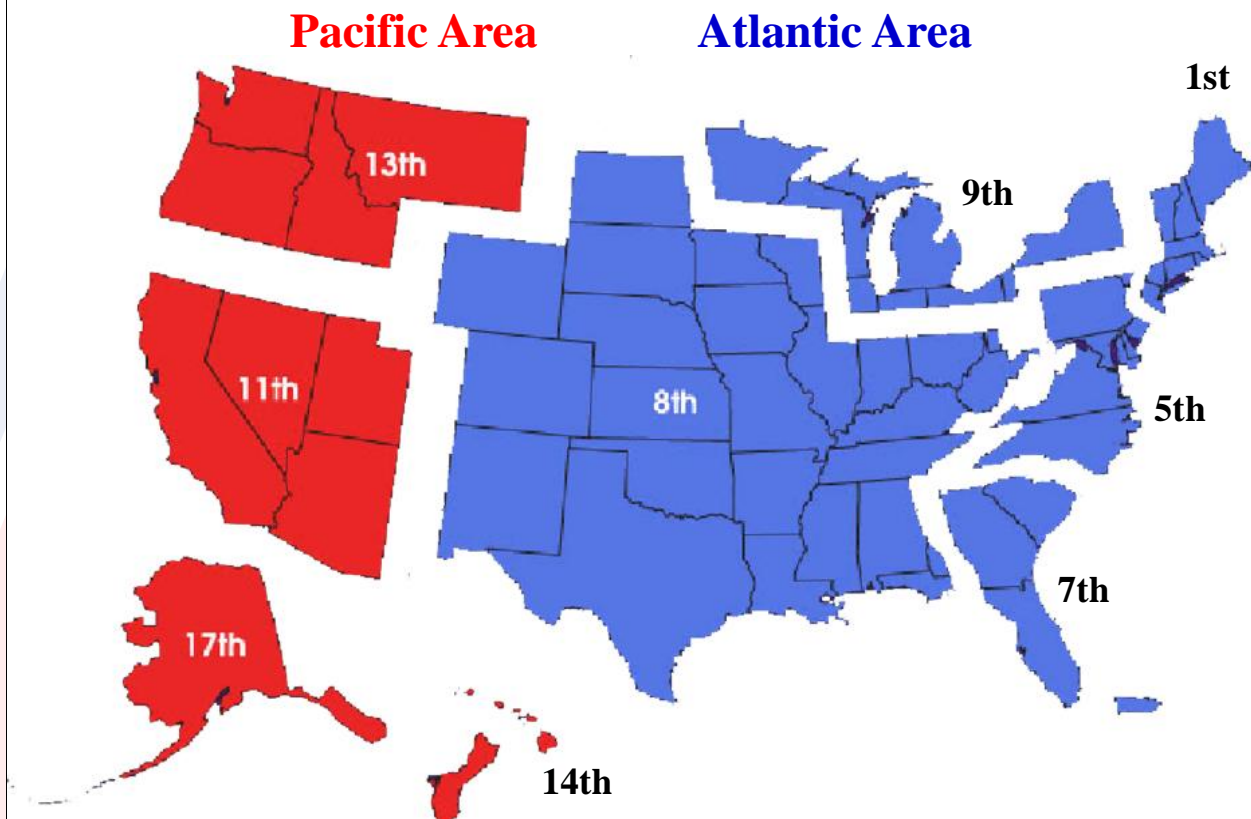 Pacific Area
Atlantic Area
1st
13th
9th
11th
8th
5th
7th
17th
14th